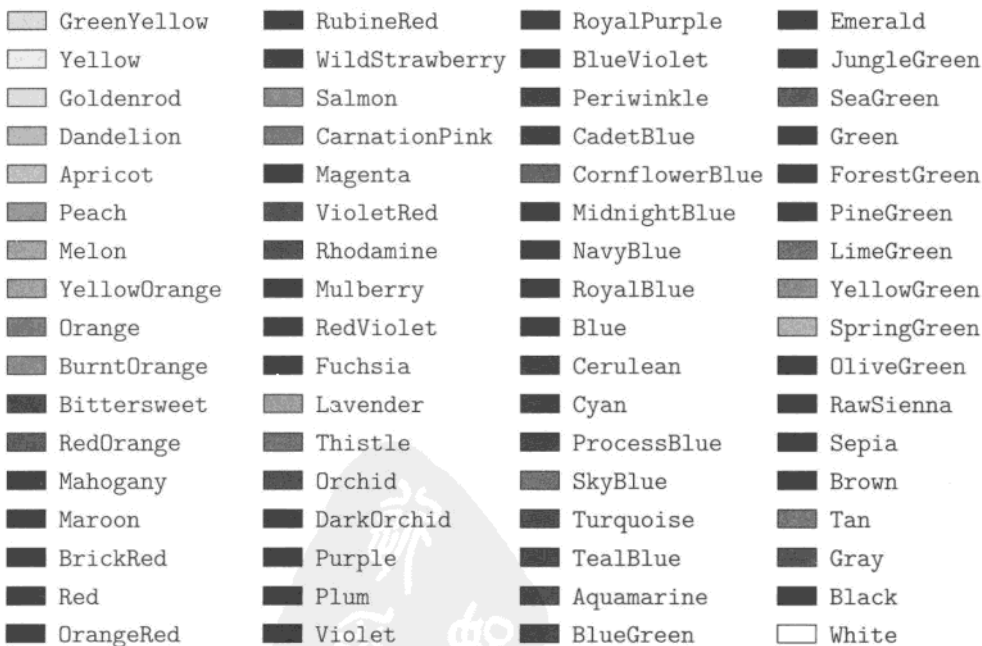 GreenYellow RubineRed RoyalPurple Emerald
Yellow WildStrawberry BlueViolet JungleGreen
Goldenrod Salmon Periwinkle SeaGreen
Dandelion CarnationPink CadetBlue Green
Apricot Magenta CornflowerBlue ForestGreen
Peach VioletRed MidnightBlue PineGreen
Melon Rhodamine NavyBlue LimeGreen
YellowOrange Mulberry RoyalBlue YellowGreen
Orange RedViolet Blue SpringGreen
BurntOrange Fuchsia Cerulean OliveGreen
Bittersweet Lavender Cyan RawSienna
RedOrange Thistle ProcessBlue Sepia
Mahogany Orchid SkyBlue Brown
Maroon DarkOrchid Turquoise Tan
BrickRed Purple TealBlue Gray
Red Plum Aquamarine Black
OrangeRed Violet BlueGreen White